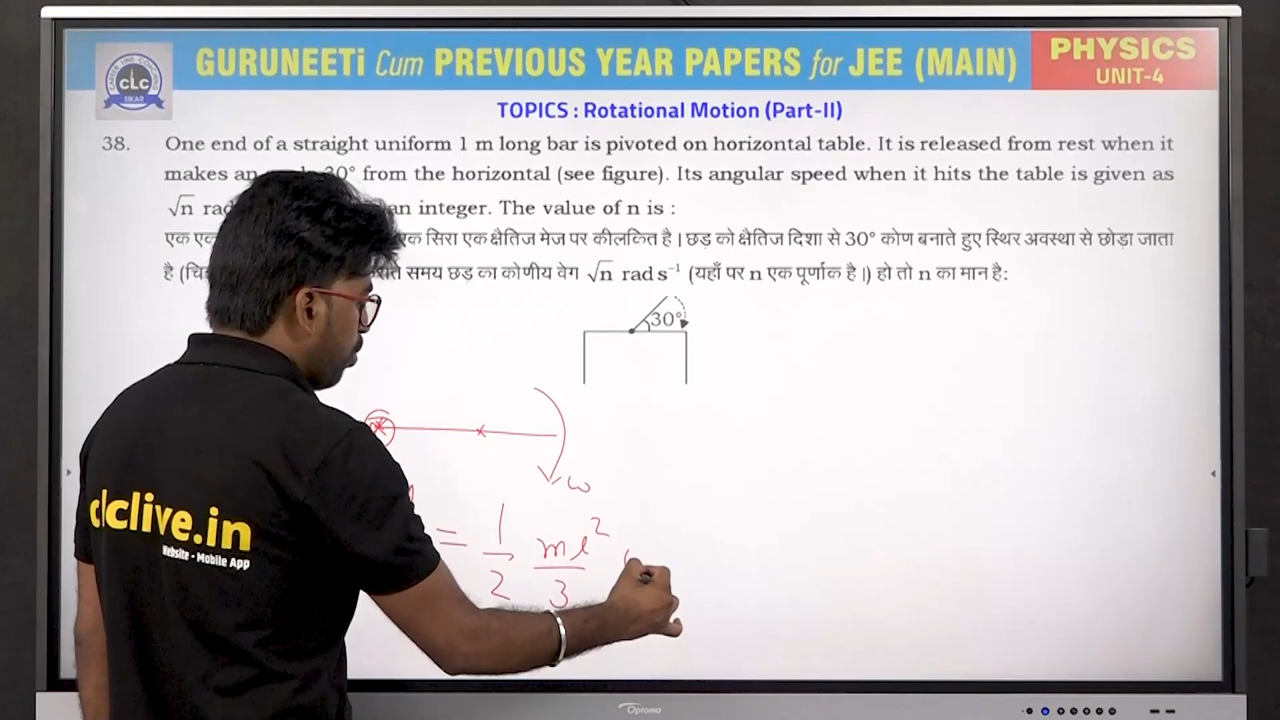 GURUNEETi Cum PREVIOUS YEAR PAPERS for JEE (MAIN)
PHYSICS
UNIT-4
CLC
SIKAR
TOPICS : Rotational Motion (Part-II)
38. One end of a straight uniform 1 m long bar is pivoted on horizontal table. It is released from rest when it
makes an 30° from the horizontal (see figure). Its angular speed when it hits the table is given as
√n an integer. The value of n is :
एक सिरा एक क्षैतिज मेज पर कीलकित है। छड़ को क्षैतिज दिशा से 30° कोण बनाते हुए स्थिर अवस्था से छोड़ा जाता
है समय छड़ का कोणीय वेग √n rad s⁻¹ (यहाँ पर n एक पूर्णांक है।) हो तो n का मान है:
30°
ω
= 1/2 ml²/3
clclive.in
Website - Mobile App
Optoma